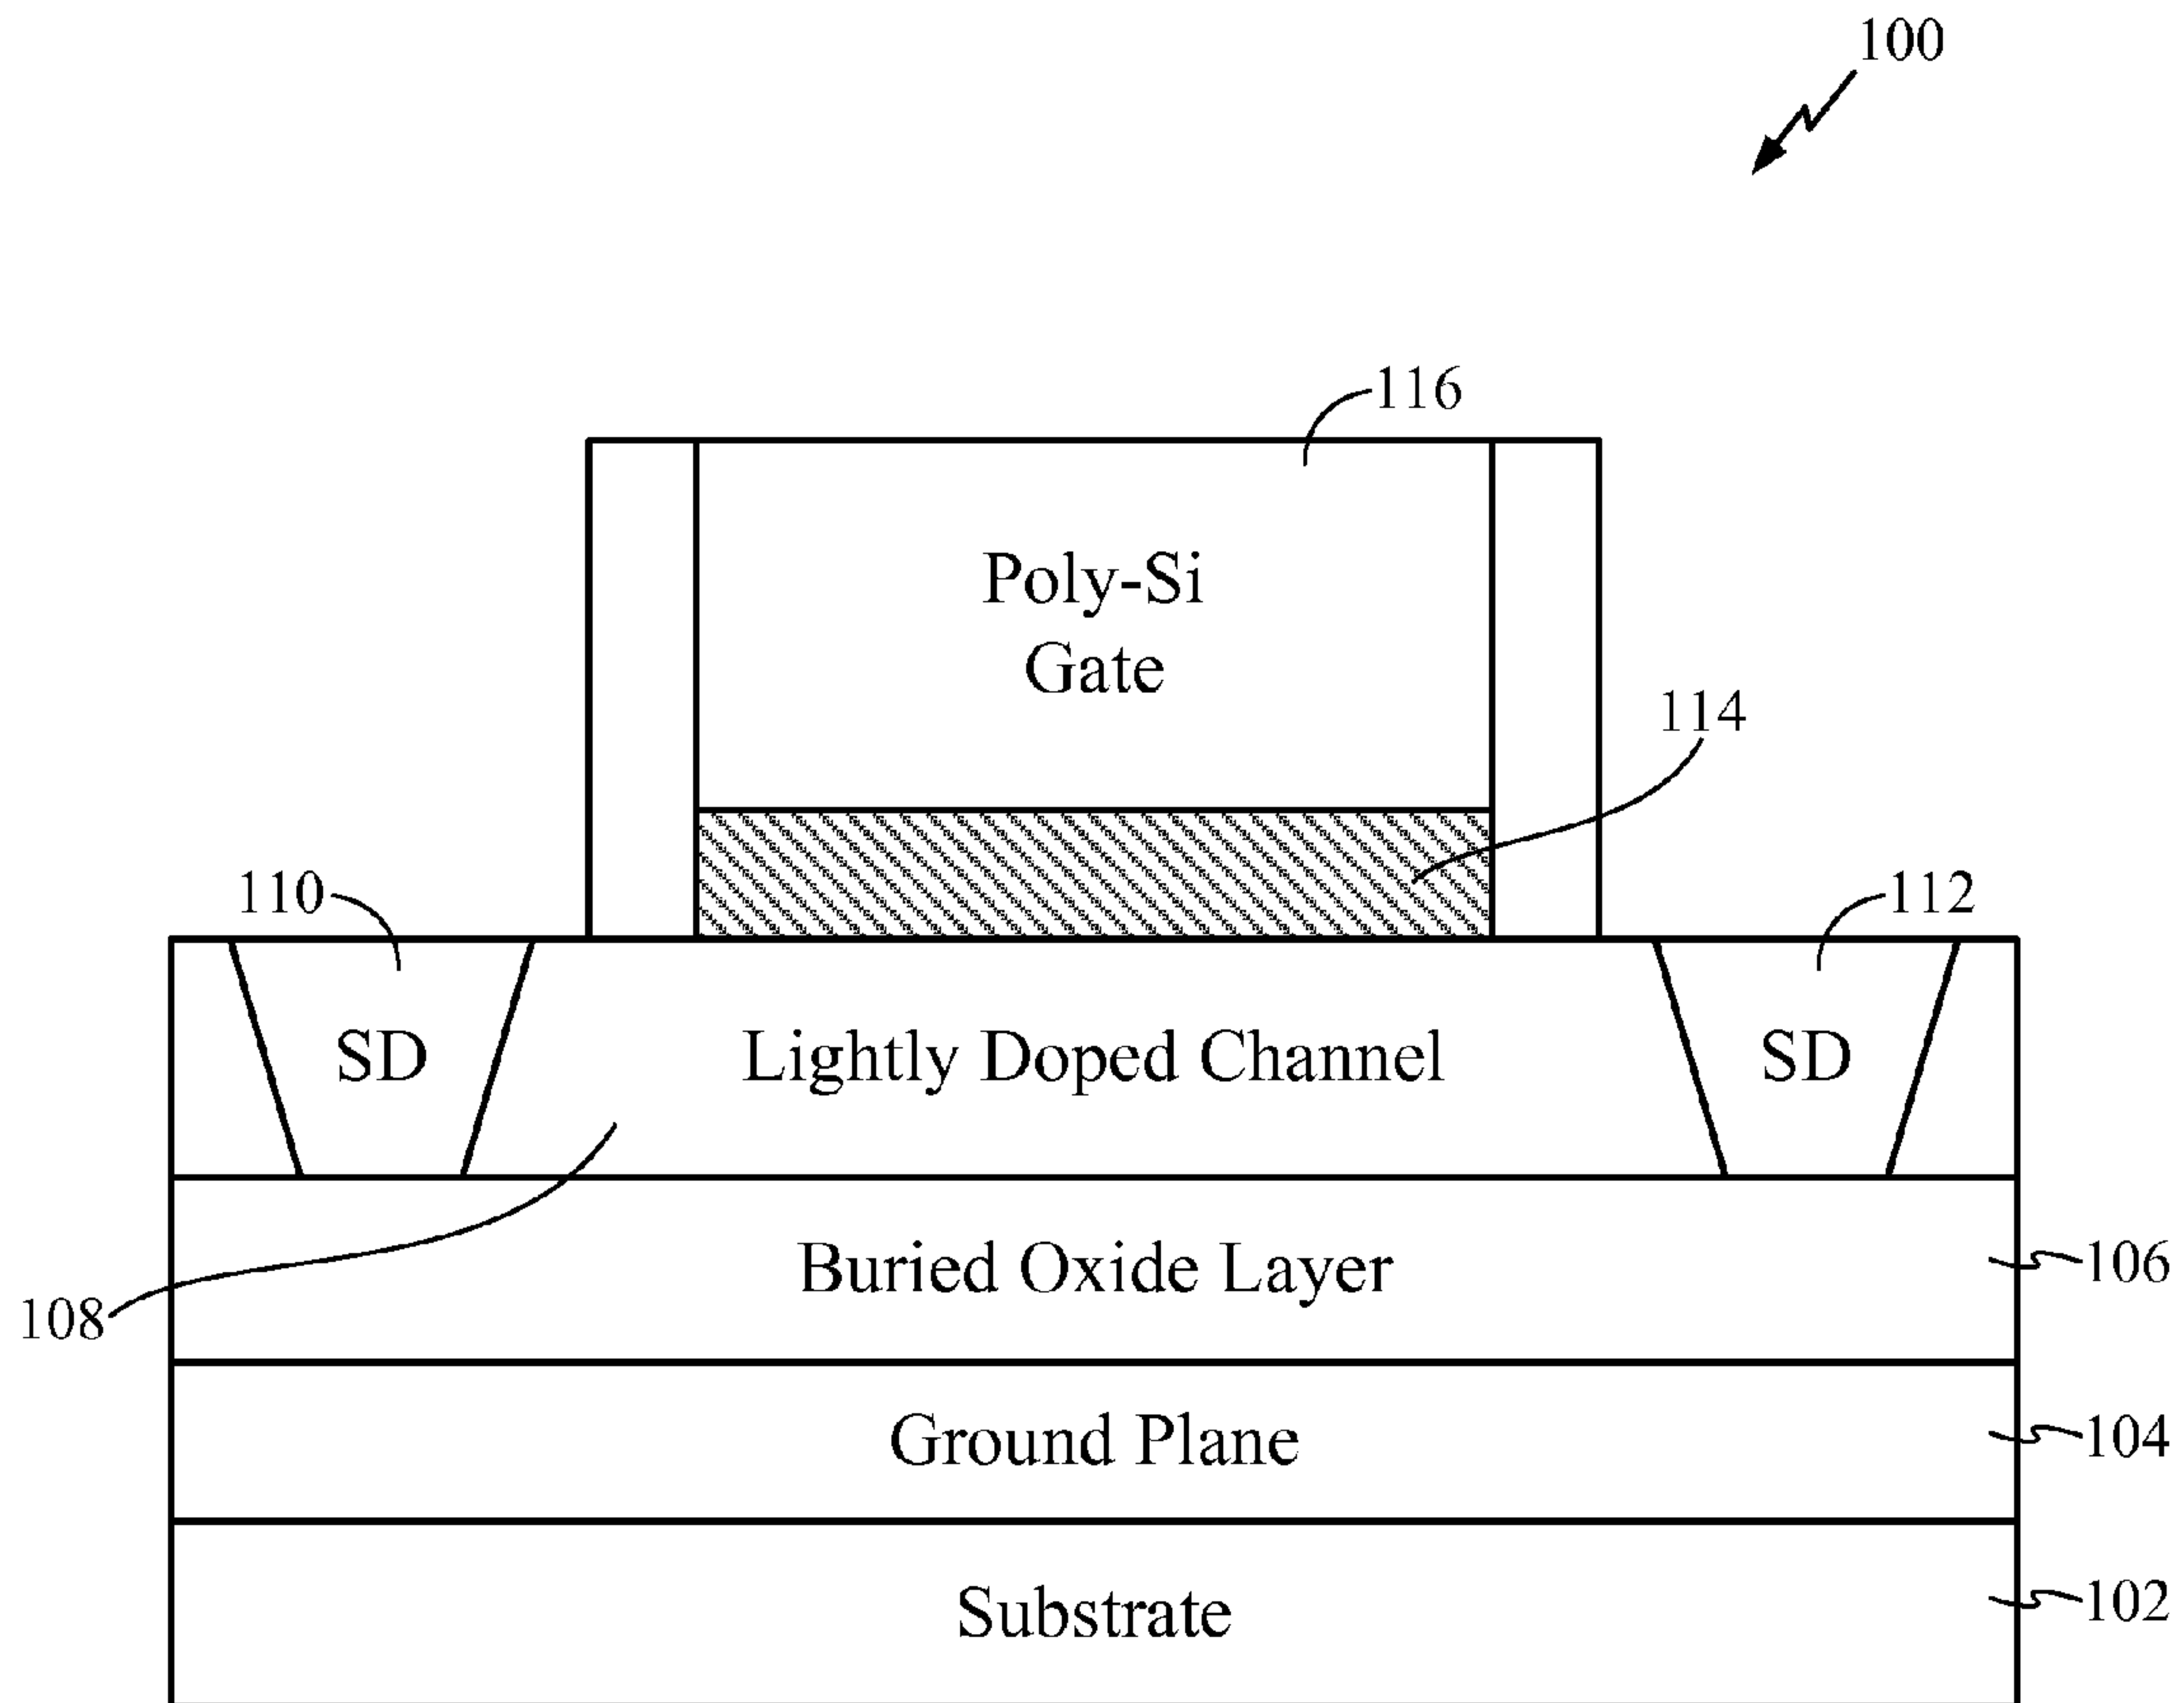 100
116
Poly-Si
Gate
114
110
112
SD
Lightly Doped Channel
SD
Buried Oxide Layer
106
108
Ground Plane
104
Substrate
102